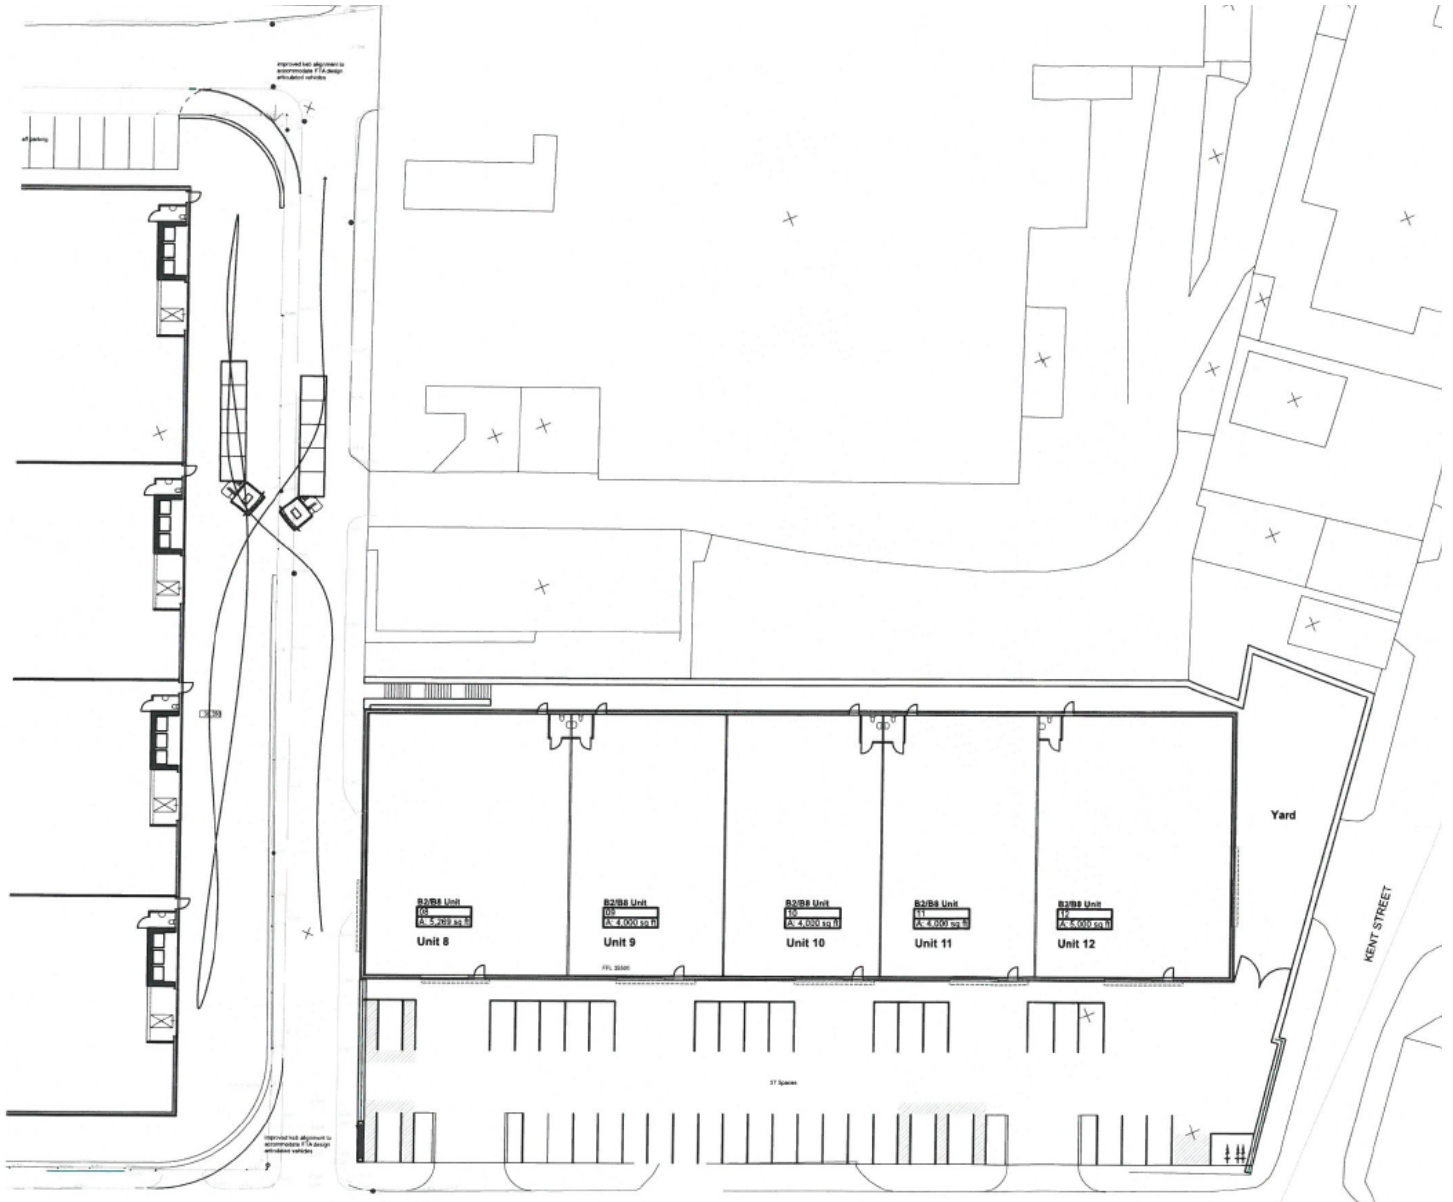 improved kerb alignment to
accommodate FTA design
articulated vehicles
parking
Yard
KENT STREET
B2/B8 Unit
08
A: 5,269 sq ft
Unit 8
B2/B8 Unit
09
A: 4,000 sq ft
Unit 9
B2/B8 Unit
10
A: 4,000 sq ft
Unit 10
B2/B8 Unit
11
A: 4,000 sq ft
Unit 11
B2/B8 Unit
12
A: 5,000 sq ft
Unit 12
37 Spaces
improved kerb alignment to
accommodate FTA design
articulated vehicles